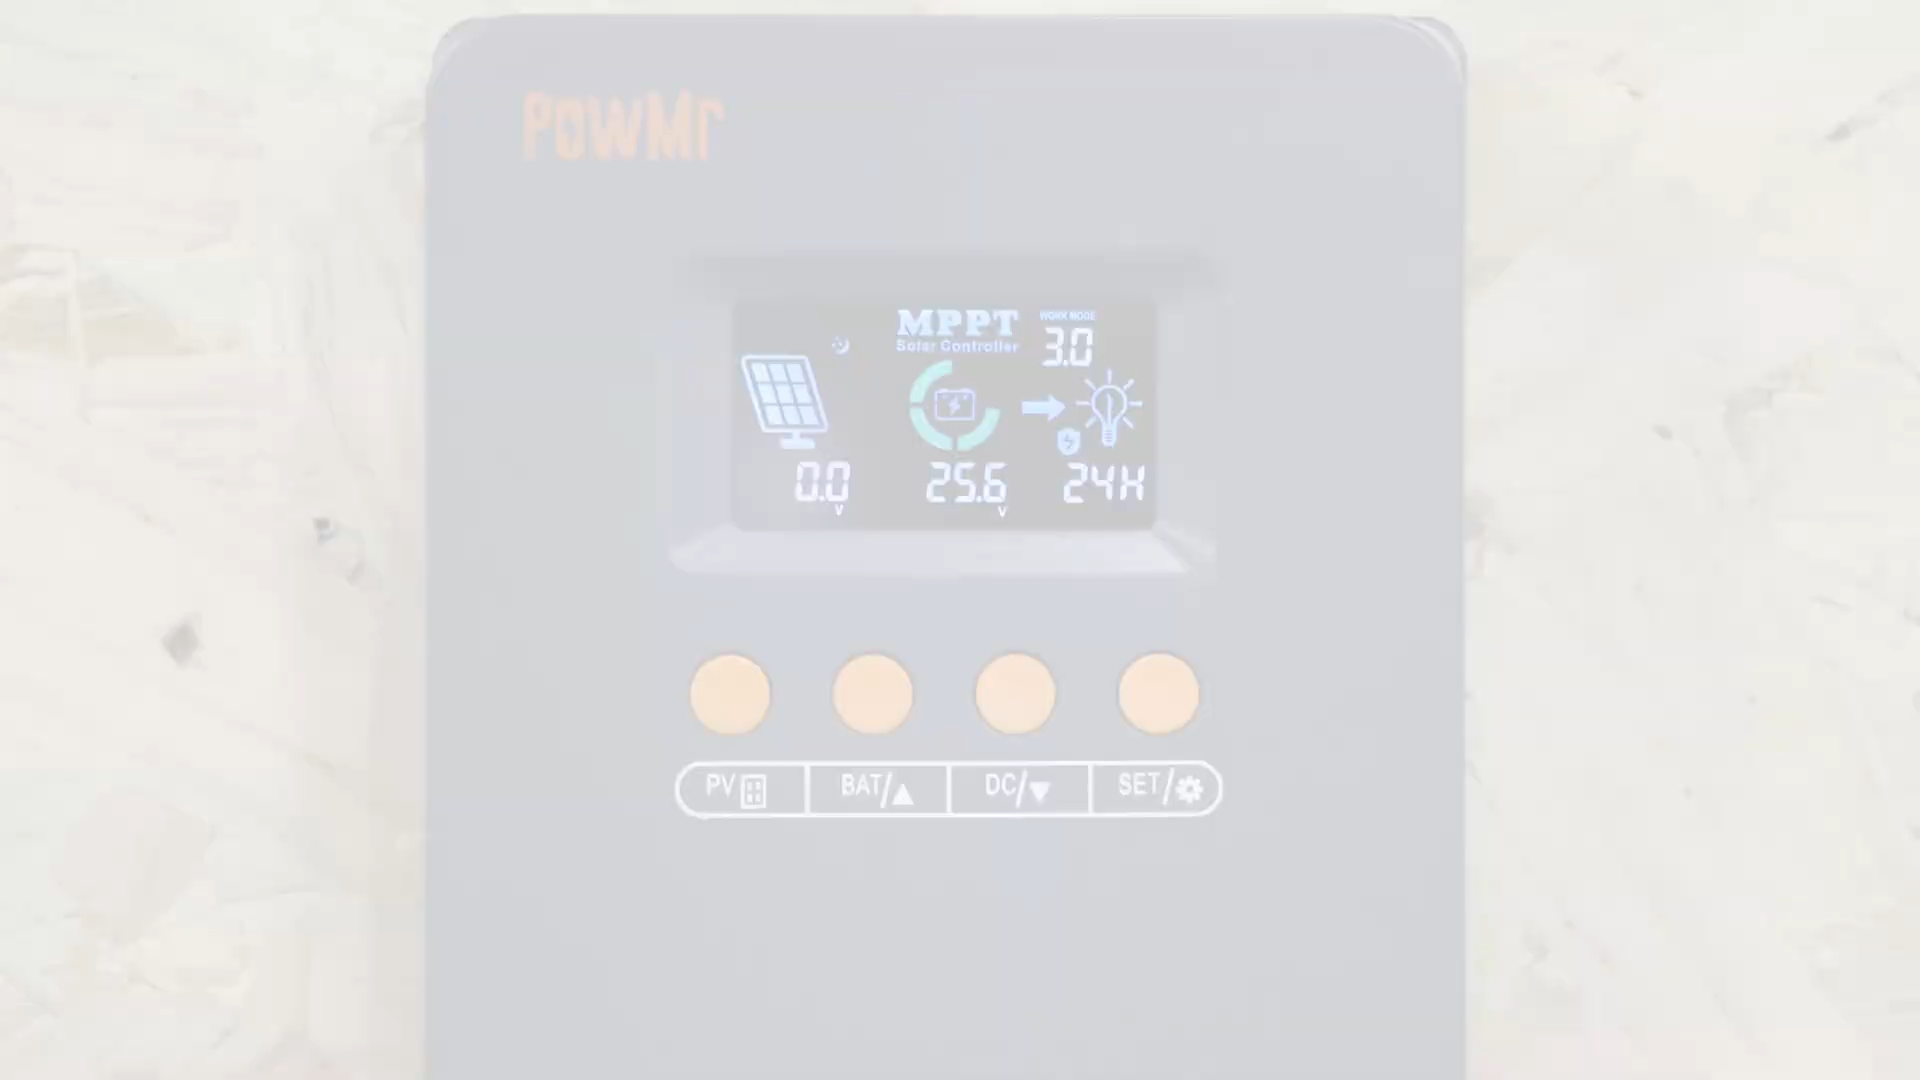 PowMr
MPPT
Solar Controller
WORK MODE
3.0
0.0 V
25.6 V
24H
PV
BAT/▲
DC/▼
SET/